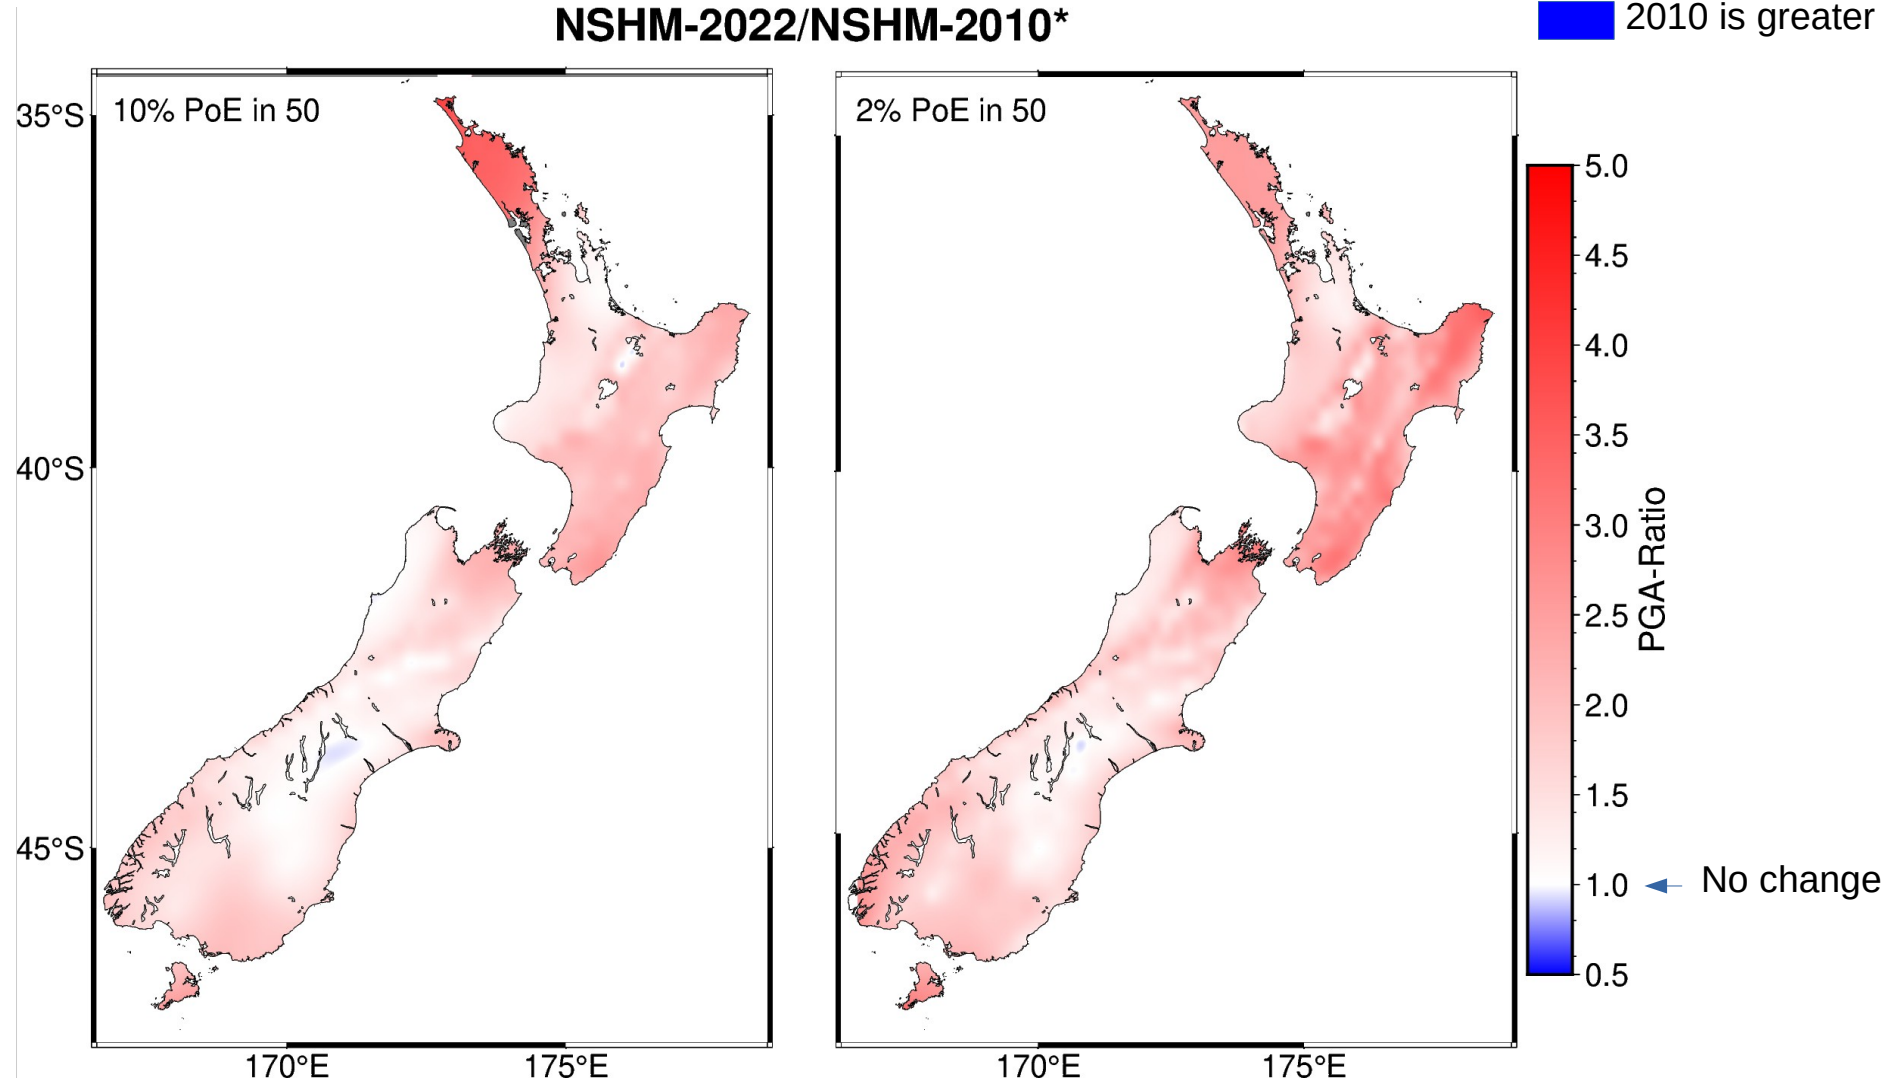 NSHM-2022/NSHM-2010*
2010 is greater
10% PoE in 50
2% PoE in 50
35°S
40°S
45°S
170°E
175°E
170°E
175°E
5.0
4.5
4.0
3.5
3.0
2.5
2.0
1.5
1.0
0.5
PGA-Ratio
No change